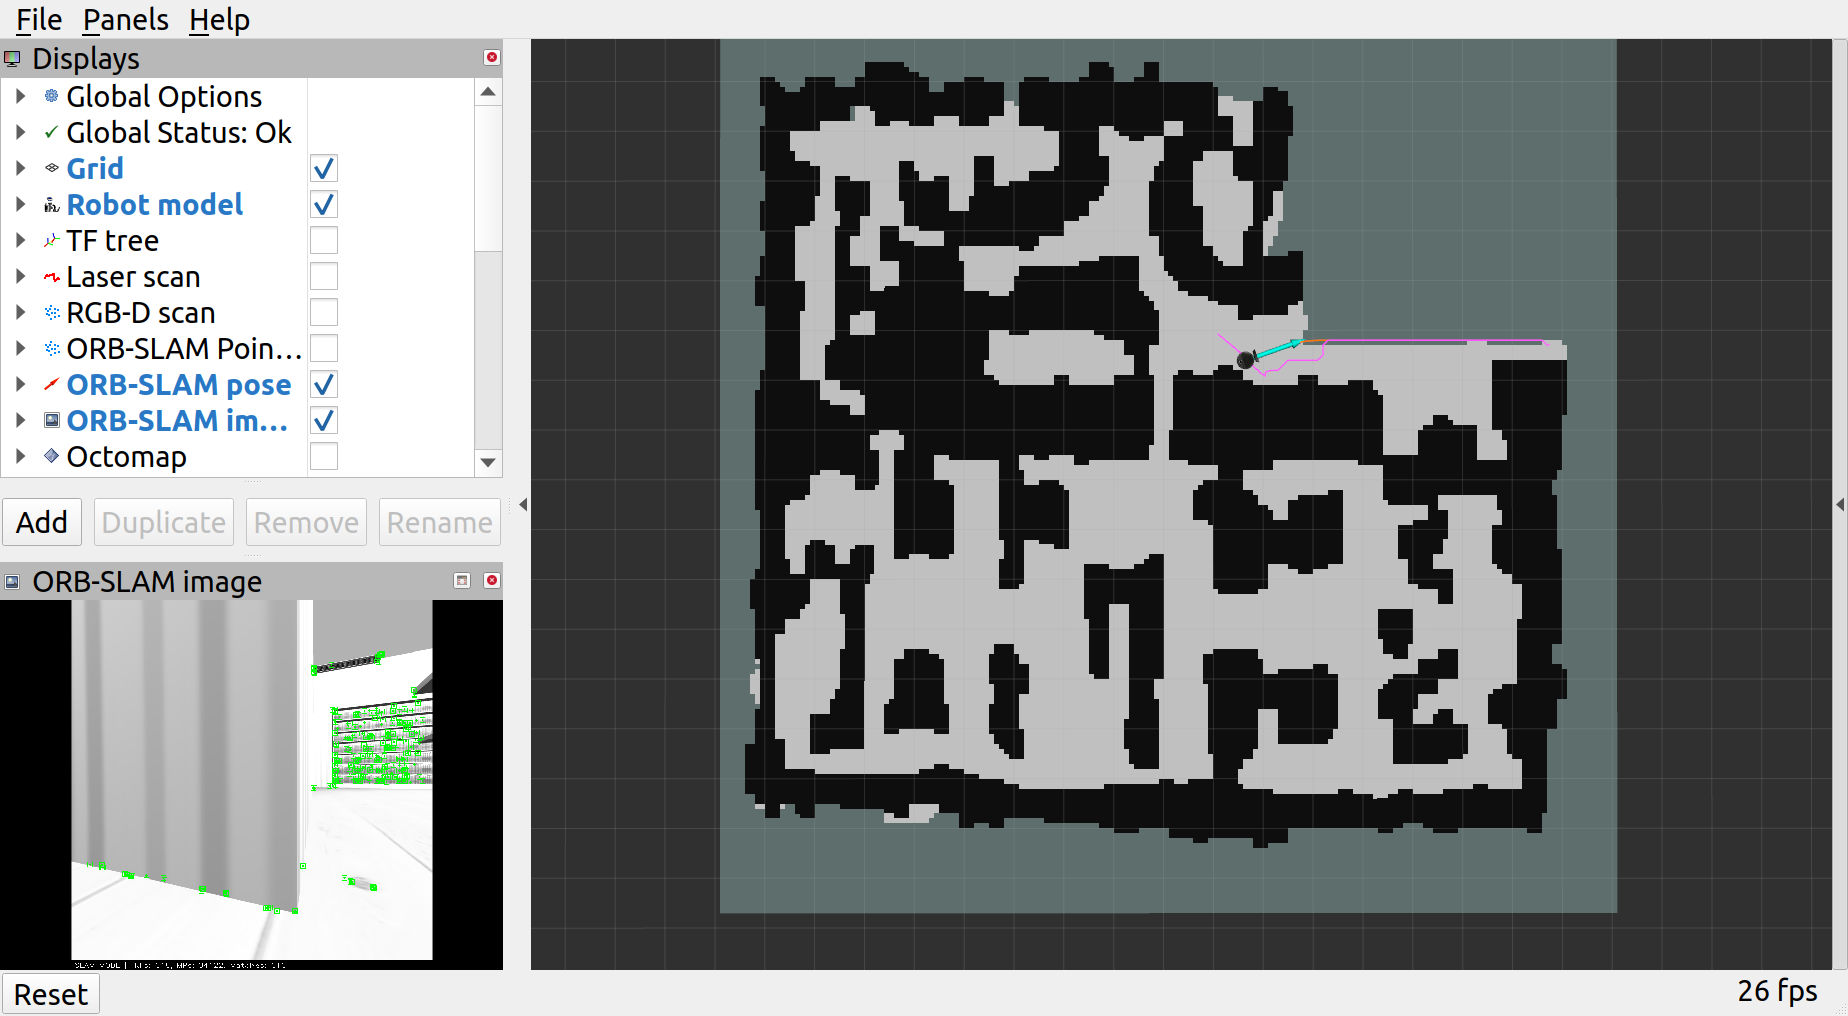 File Panels Help
Displays
Global Options
Global Status: Ok
Grid
Robot model
TF tree
Laser scan
RGB-D scan
ORB-SLAM Poin...
ORB-SLAM pose
ORB-SLAM im...
Octomap
Add Duplicate Remove Rename
ORB-SLAM image
SLAM MODE |
Reset
26 fps